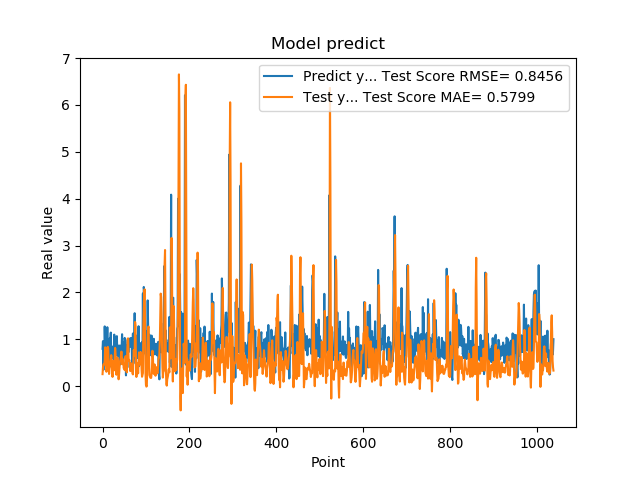 Model predict
Predict y... Test Score RMSE= 0.8456
Test y... Test Score MAE= 0.5799
7
6
5
4
3
2
1
0
Real value
0 200 400 600 800 1000
Point